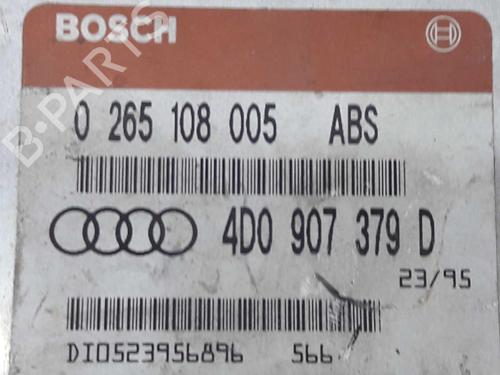 BOSCH
0 265 108 005 ABS
4D0 907 379 D
23/95
DI0523956896 566
B-PARTS